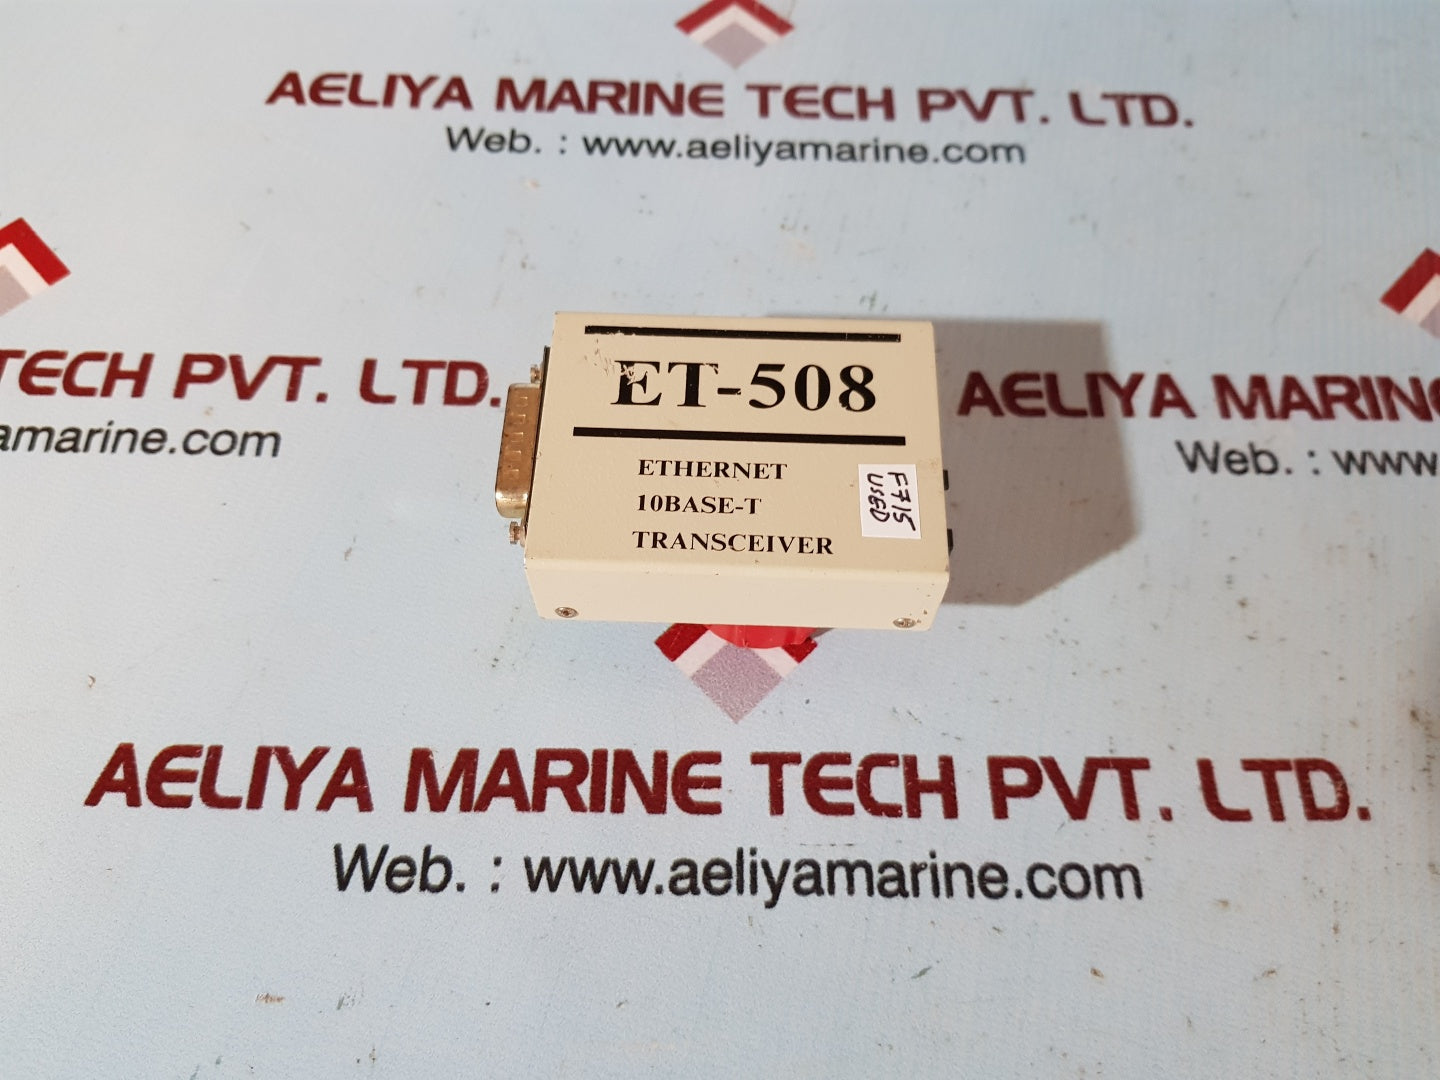 AELIYA MARINE TECH PVT. LTD.
Web. : www.aeliyamarine.com
TECH PVT. LTD.
amarine.com
AELIYA MARINE
Web. : www
ET-508
ETHERNET
10BASE-T
TRANSCEIVER
F715
USED
AELIYA MARINE TECH PVT. LTD.
Web. : www.aeliyamarine.com